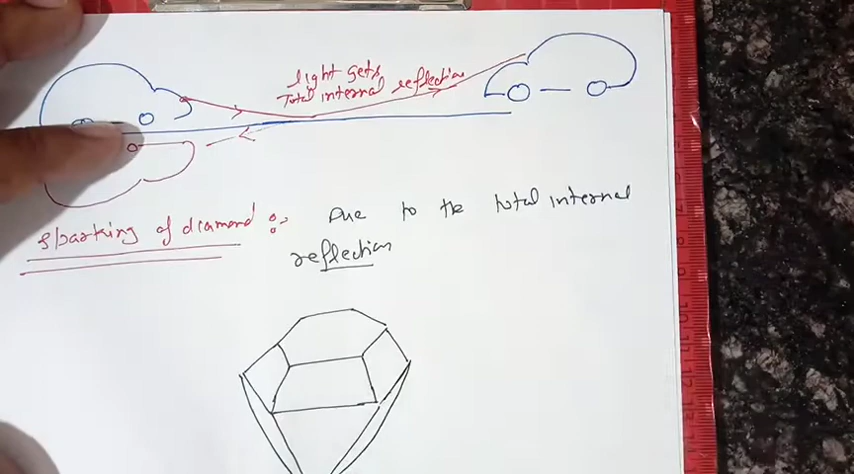 light gets
Total internal reflection
sparking of diamond :- Due to the total internal
reflection